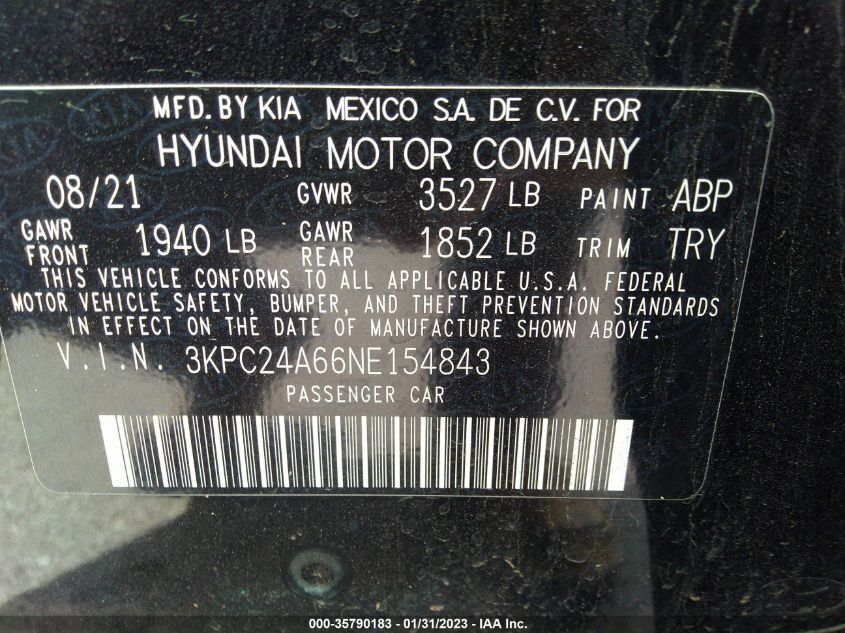 MFD. BY KIA MEXICO S.A. DE C.V. FOR
HYUNDAI MOTOR COMPANY
08/21 GVWR 3527 LB PAINT ABP
GAWR FRONT 1940 LB GAWR REAR 1852 LB TRIM TRY
THIS VEHICLE CONFORMS TO ALL APPLICABLE U.S.A. FEDERAL
MOTOR VEHICLE SAFETY, BUMPER, AND THEFT PREVENTION STANDARDS
IN EFFECT ON THE DATE OF MANUFACTURE SHOWN ABOVE.
V.I.N. 3KPC24A66NE154843
PASSENGER CAR
000-35790183 - 01/31/2023 - IAA Inc.